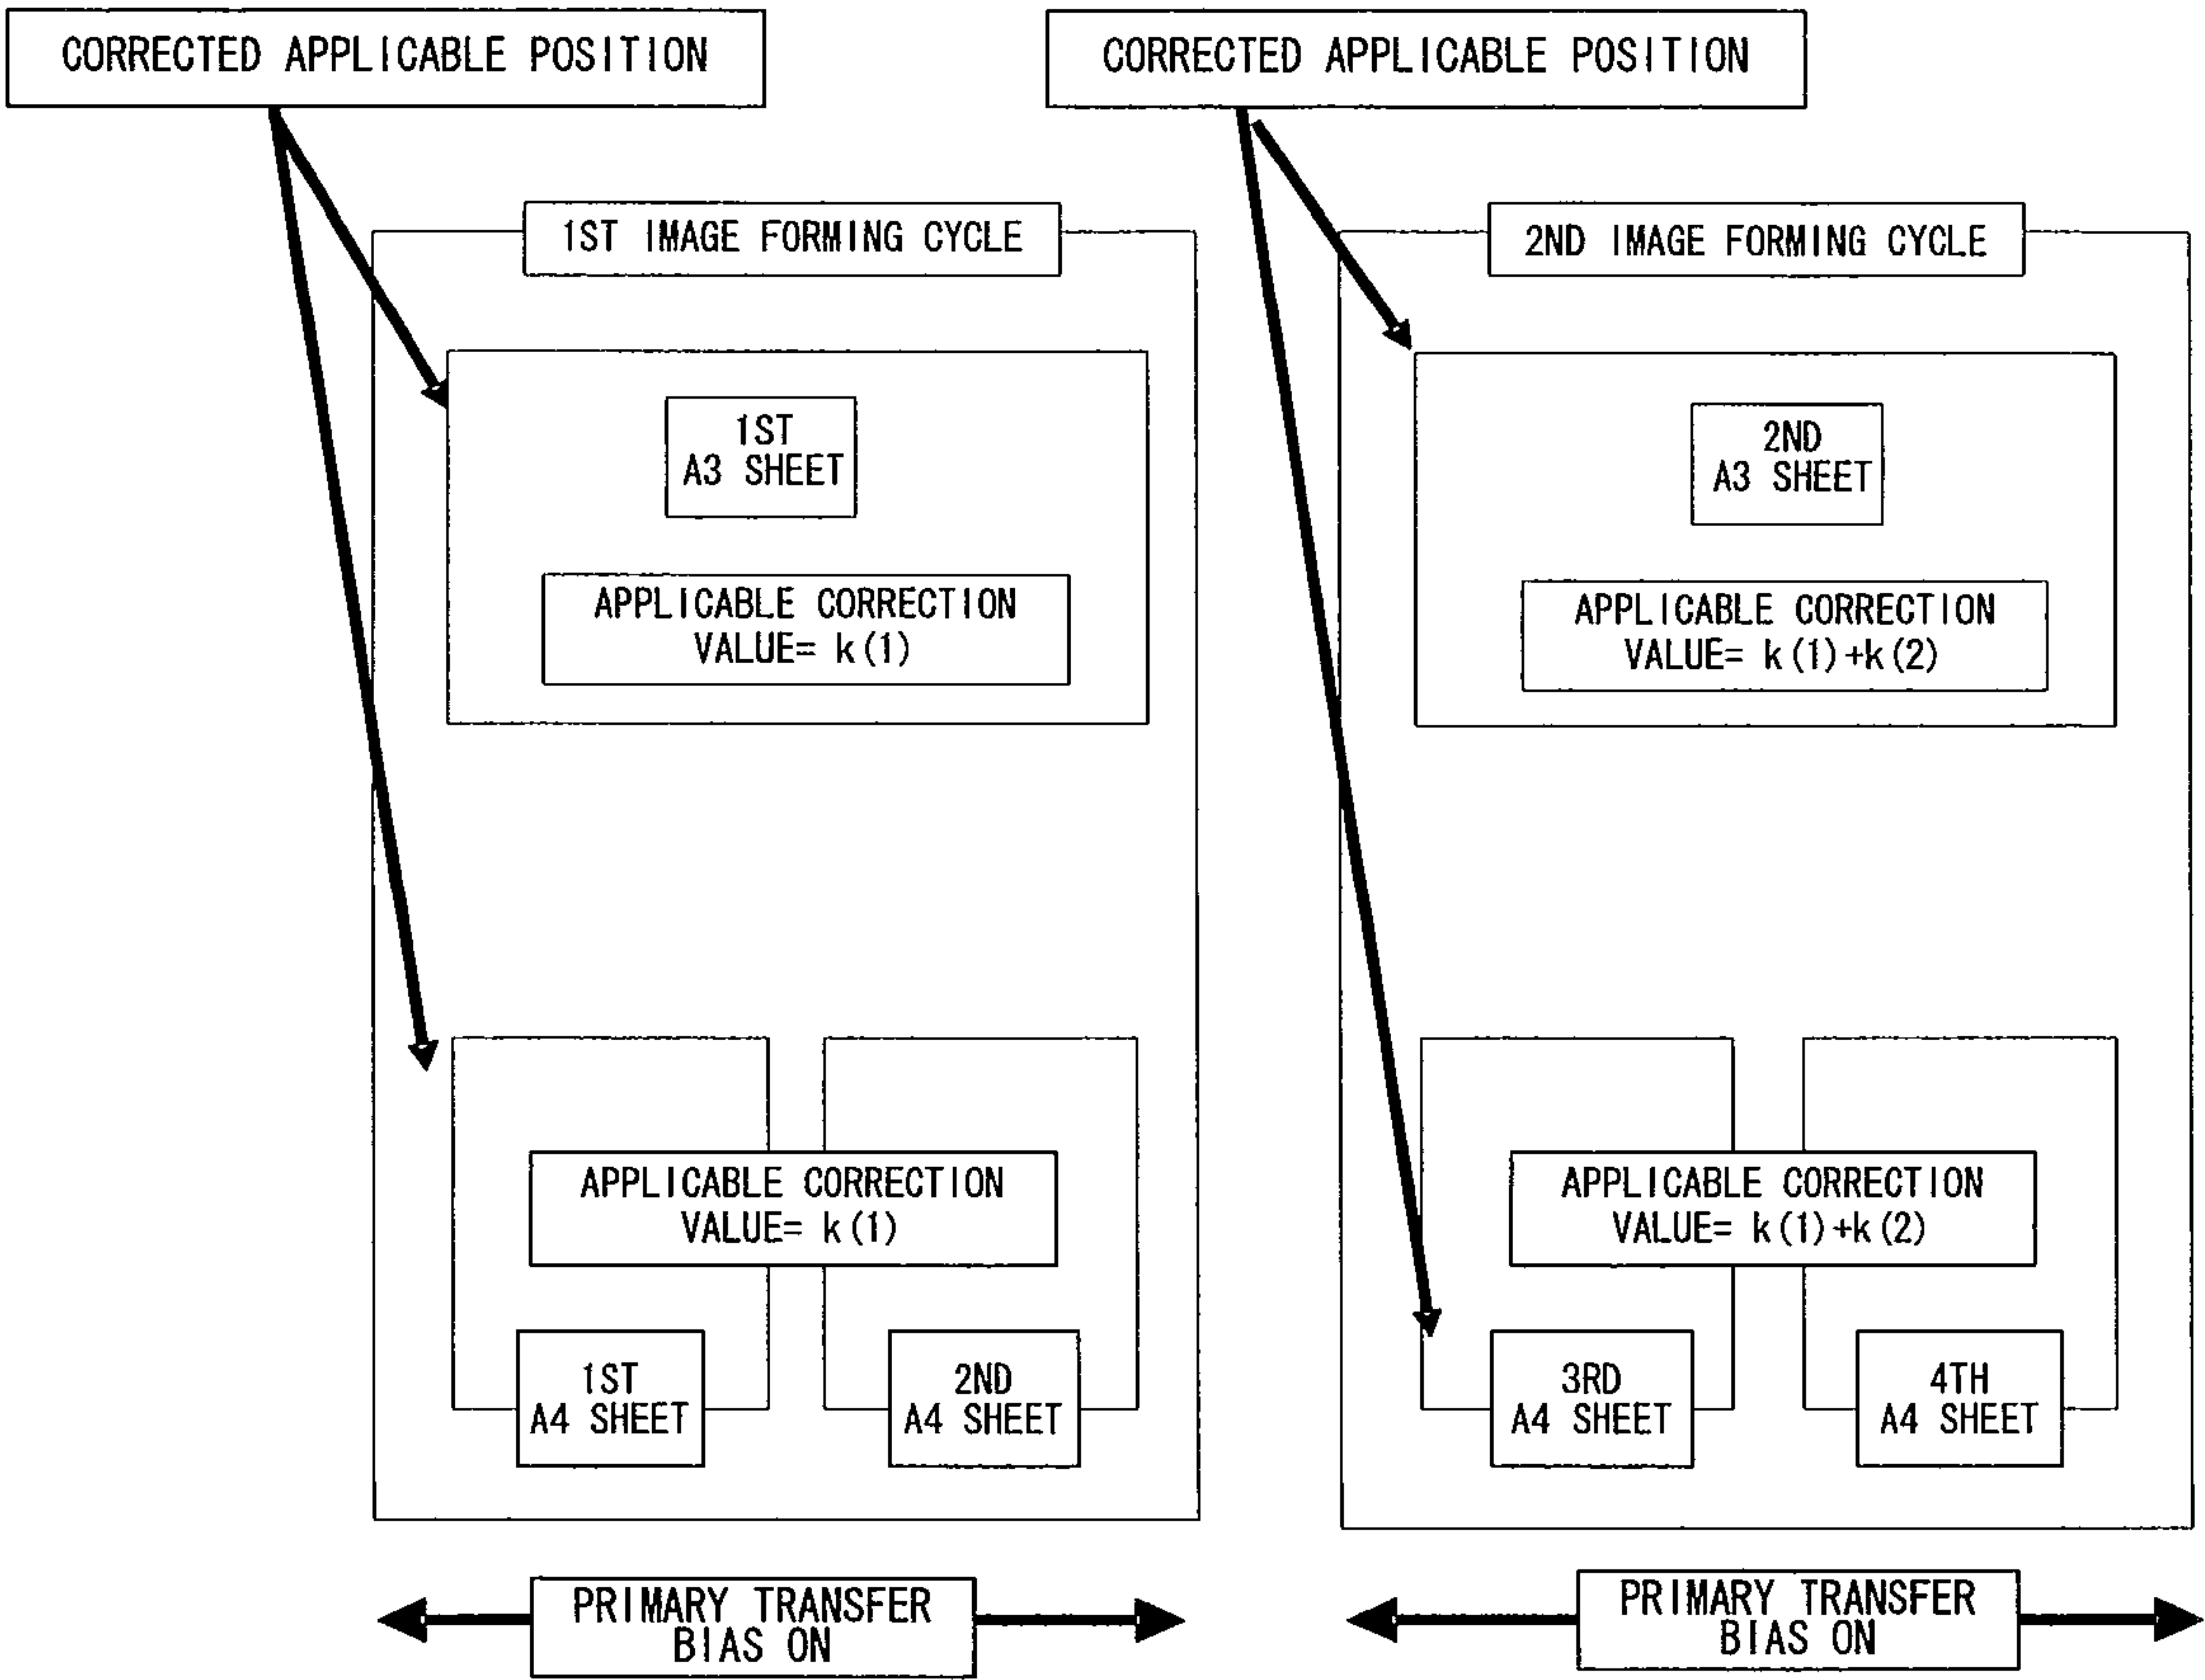 CORRECTED APPLICABLE POSITION
CORRECTED APPLICABLE POSITION
1ST IMAGE FORMING CYCLE
1ST
A3 SHEET
APPLICABLE CORRECTION
VALUE= k(1)
APPLICABLE CORRECTION
VALUE= k(1)
1ST
A4 SHEET
2ND
A4 SHEET
PRIMARY TRANSFER
BIAS ON
2ND IMAGE FORMING CYCLE
2ND
A3 SHEET
APPLICABLE CORRECTION
VALUE= k(1)+k(2)
APPLICABLE CORRECTION
VALUE= k(1)+k(2)
3RD
A4 SHEET
4TH
A4 SHEET
PRIMARY TRANSFER
BIAS ON